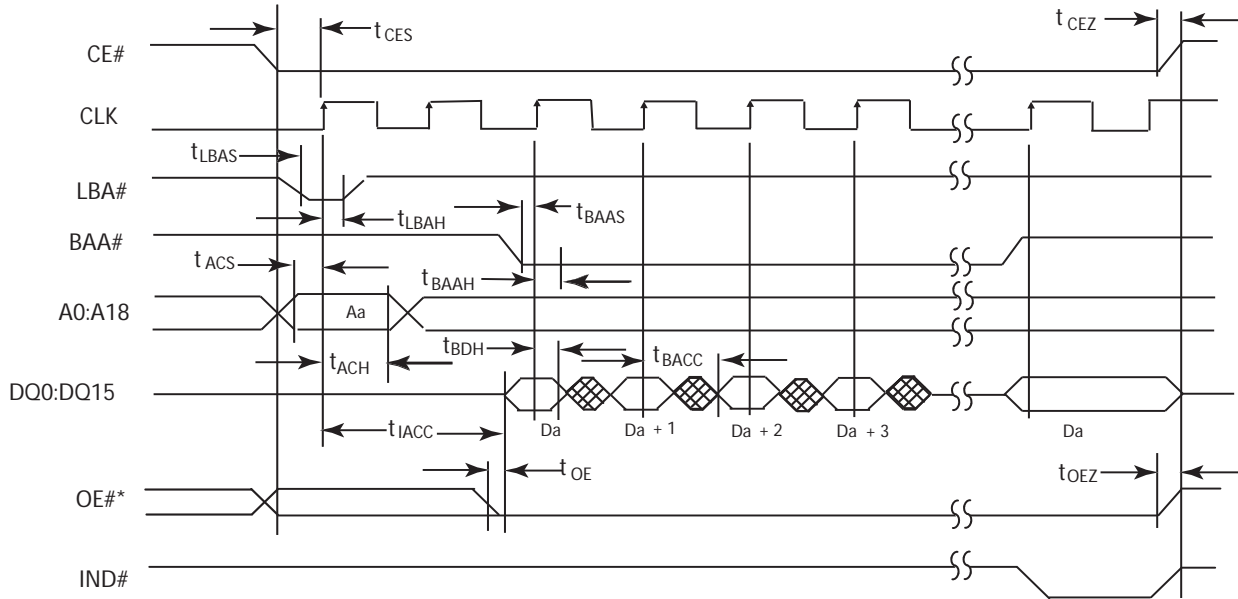 tCES
tCEZ
CE#
CLK
tLBAS
LBA#
tLBAH
tBAAS
BAA#
tACS
tBAAH
A0:A18
Aa
tACH
tBDH
tBACC
DQ0:DQ15
Da
Da + 1
Da + 2
Da + 3
Da
tIACC
tOE
tOEZ
OE#*
IND#